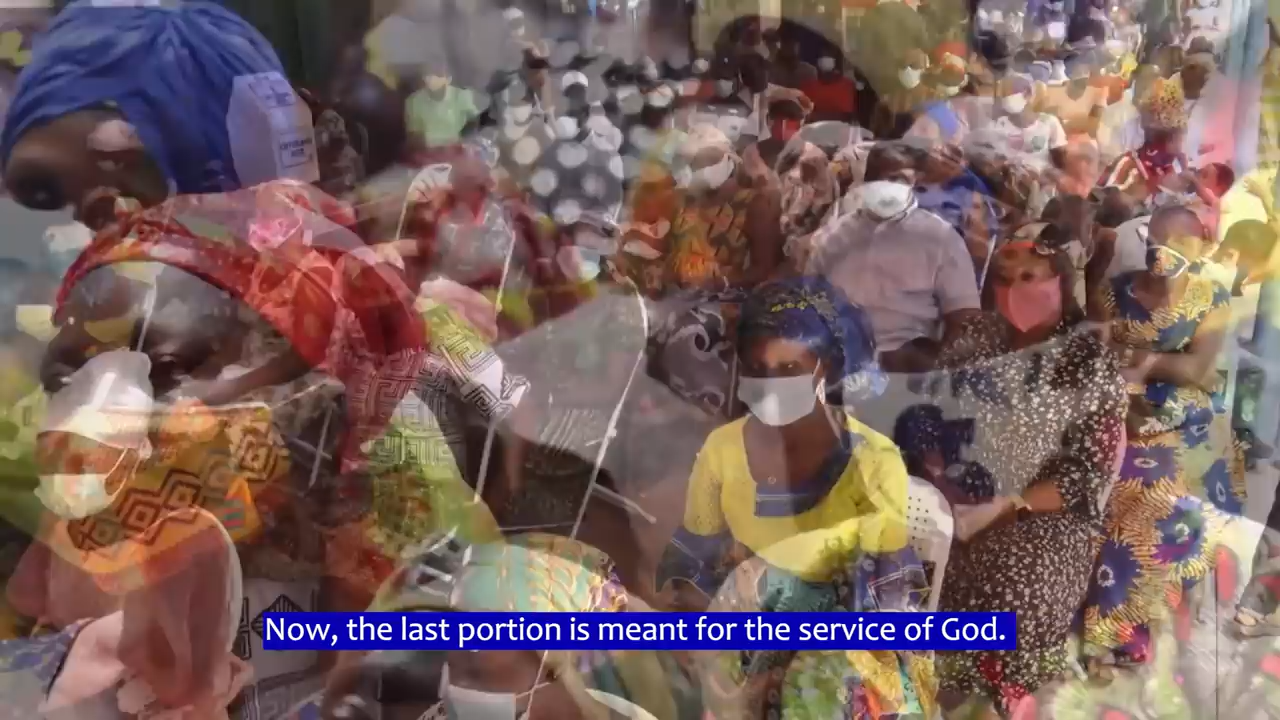 Now, the last portion is meant for the service of God.